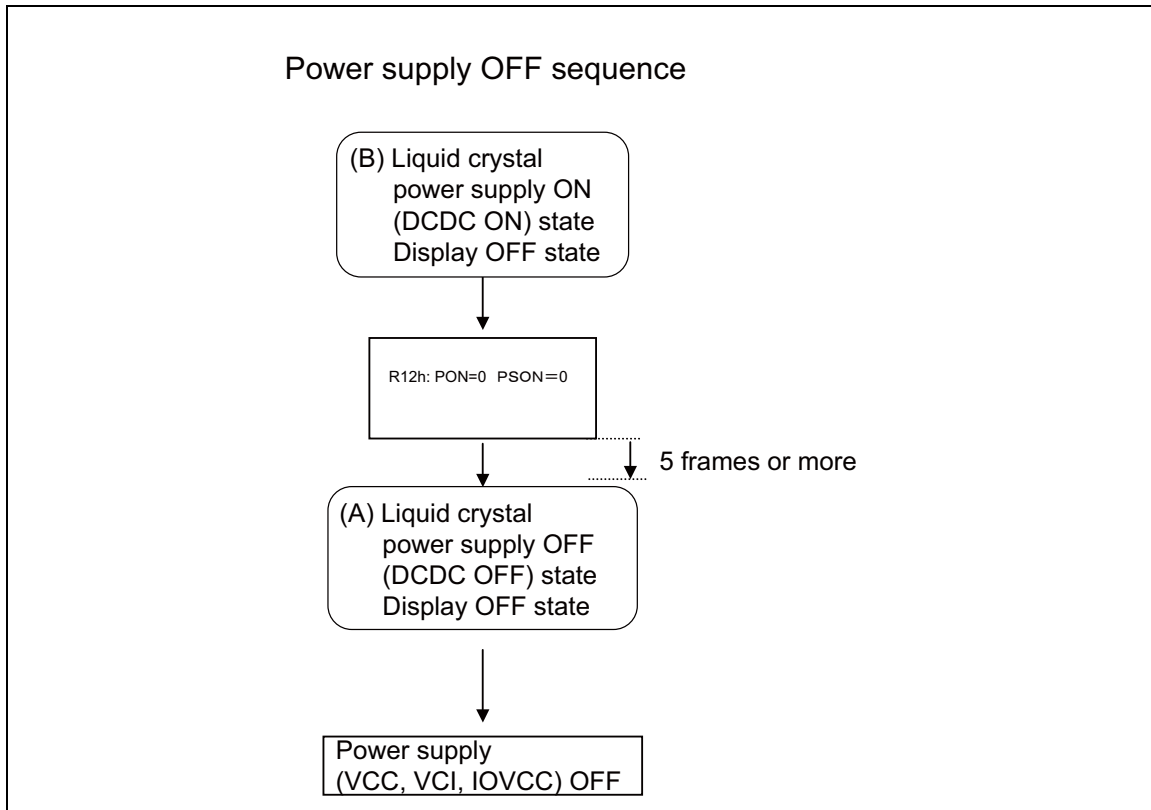 Power supply OFF sequence
(B) Liquid crystal
power supply ON
(DCDC ON) state
Display OFF state
R12h: PON=0 PSON＝0
5 frames or more
(A) Liquid crystal
power supply OFF
(DCDC OFF) state
Display OFF state
Power supply
(VCC, VCI, IOVCC) OFF